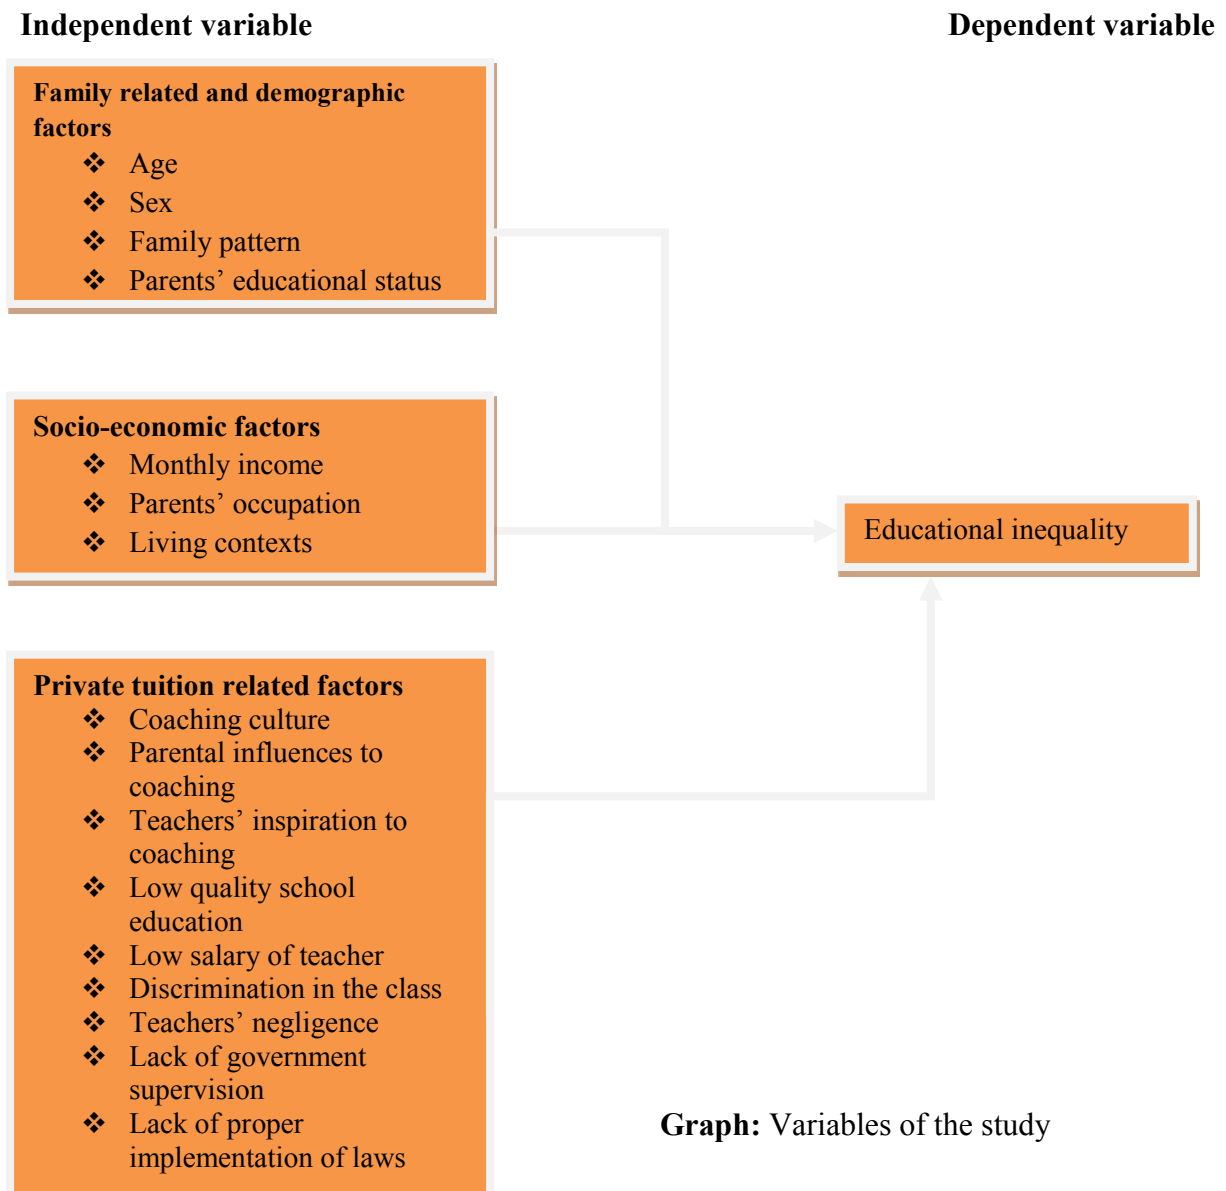 Independent variable
Dependent variable
Family related and demographic
factors
❖ Age
❖ Sex
❖ Family pattern
❖ Parents’ educational status
Socio-economic factors
❖ Monthly income
❖ Parents’ occupation
❖ Living contexts
Educational inequality
Private tuition related factors
❖ Coaching culture
❖ Parental influences to
coaching
❖ Teachers’ inspiration to
coaching
❖ Low quality school
education
❖ Low salary of teacher
❖ Discrimination in the class
❖ Teachers’ negligence
❖ Lack of government
supervision
❖ Lack of proper
implementation of laws
Graph: Variables of the study